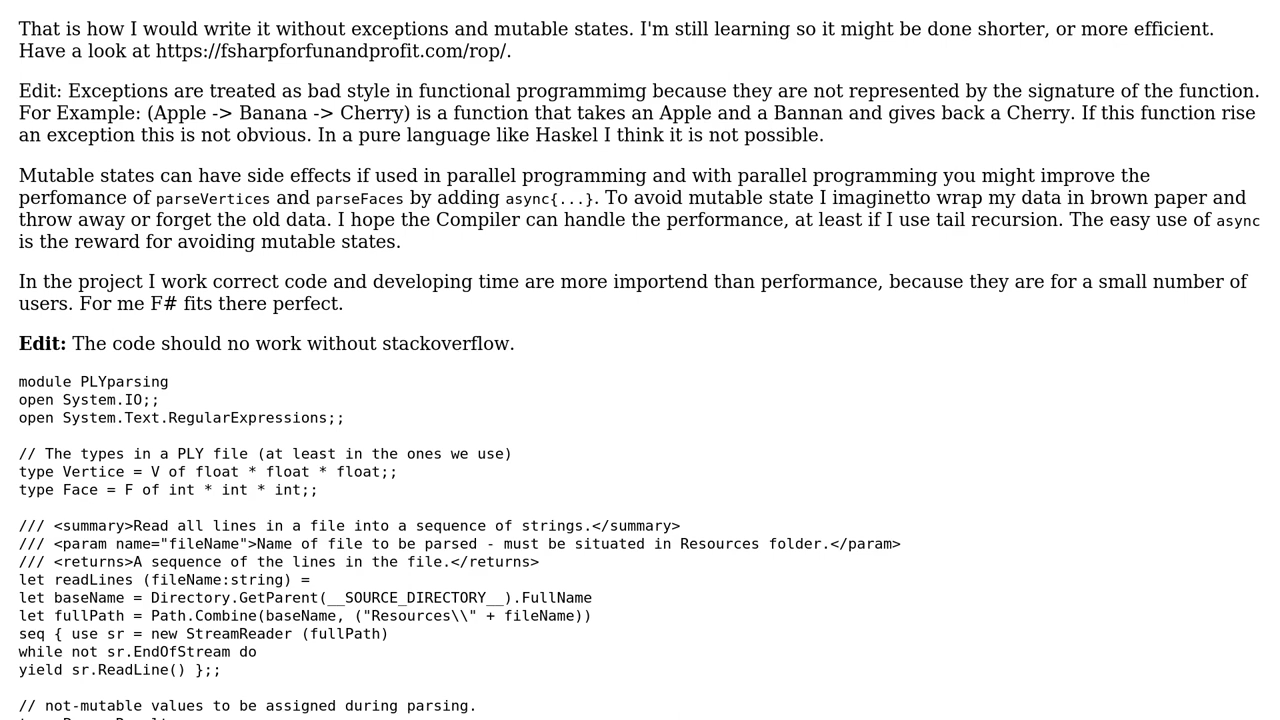 That is how I would write it without exceptions and mutable states. I'm still learning so it might be done shorter, or more efficient.
Have a look at https://fsharpforfunandprofit.com/rop/.
Edit: Exceptions are treated as bad style in functional programmimg because they are not represented by the signature of the function.
For Example: (Apple -> Banana -> Cherry) is a function that takes an Apple and a Bannan and gives back a Cherry. If this function rise
an exception this is not obvious. In a pure language like Haskel I think it is not possible.
Mutable states can have side effects if used in parallel programming and with parallel programming you might improve the
perfomance of parseVertices and parseFaces by adding async{...}. To avoid mutable state I imaginetto wrap my data in brown paper and
throw away or forget the old data. I hope the Compiler can handle the performance, at least if I use tail recursion. The easy use of async
is the reward for avoiding mutable states.
In the project I work correct code and developing time are more importend than performance, because they are for a small number of
users. For me F# fits there perfect.
Edit: The code should no work without stackoverflow.
module PLYparsing
open System.IO;;
open System.Text.RegularExpressions;;
// The types in a PLY file (at least in the ones we use)
type Vertice = V of float * float * float;;
type Face = F of int * int * int;;
/// <summary>Read all lines in a file into a sequence of strings.</summary>
/// <param name="fileName">Name of file to be parsed - must be situated in Resources folder.</param>
/// <returns>A sequence of the lines in the file.</returns>
let readLines (fileName:string) =
let baseName = Directory.GetParent(__SOURCE_DIRECTORY__).FullName
let fullPath = Path.Combine(baseName, ("Resources\\" + fileName))
seq { use sr = new StreamReader (fullPath)
while not sr.EndOfStream do
yield sr.ReadLine() };;
// not-mutable values to be assigned during parsing.